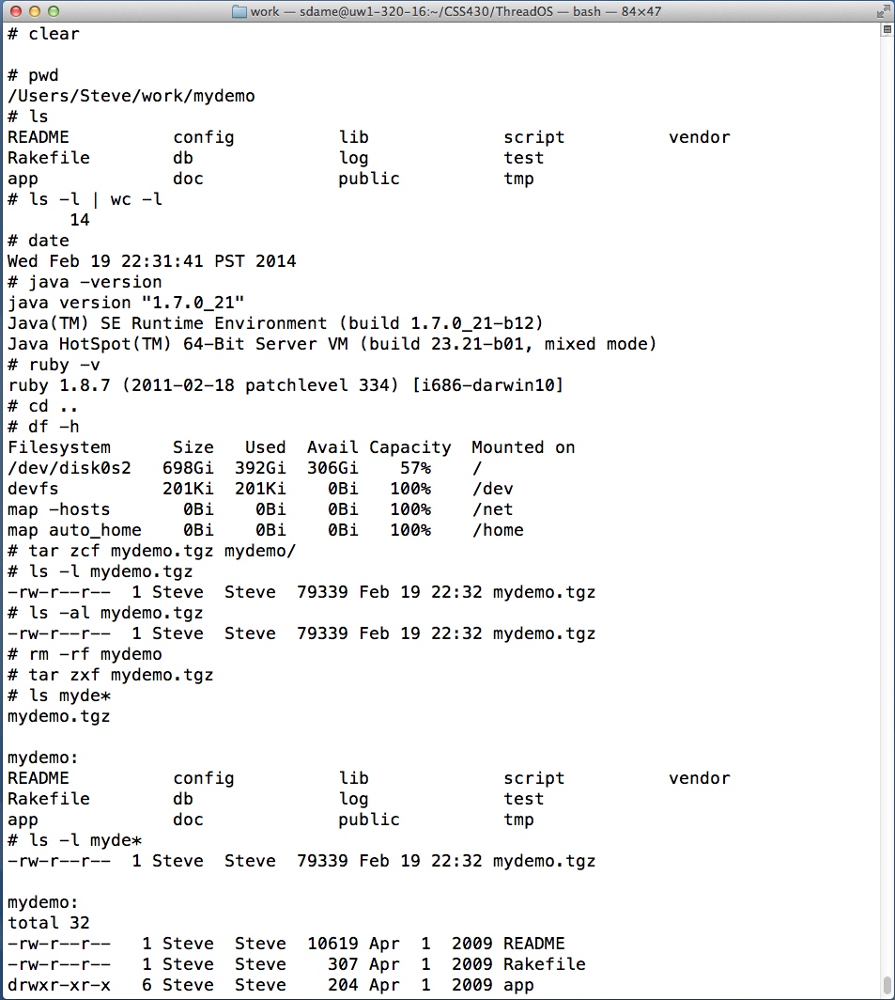 work — sdame@uw1-320-16:~/CSS430/ThreadOS — bash — 84×47
# clear

# pwd
/Users/Steve/work/mydemo
# ls
README          config          lib             script          vendor
Rakefile        db              log             test
app             doc             public          tmp
# ls -l | wc -l
      14
# date
Wed Feb 19 22:31:41 PST 2014
# java -version
java version "1.7.0_21"
Java(TM) SE Runtime Environment (build 1.7.0_21-b12)
Java HotSpot(TM) 64-Bit Server VM (build 23.21-b01, mixed mode)
# ruby -v
ruby 1.8.7 (2011-02-18 patchlevel 334) [i686-darwin10]
# cd ..
# df -h
Filesystem      Size   Used  Avail Capacity  Mounted on
/dev/disk0s2   698Gi  392Gi  306Gi    57%    /
devfs          201Ki  201Ki    0Bi   100%    /dev
map -hosts       0Bi    0Bi    0Bi   100%    /net
map auto_home    0Bi    0Bi    0Bi   100%    /home
# tar zcf mydemo.tgz mydemo/
# ls -l mydemo.tgz
-rw-r--r--  1 Steve  Steve  79339 Feb 19 22:32 mydemo.tgz
# ls -al mydemo.tgz
-rw-r--r--  1 Steve  Steve  79339 Feb 19 22:32 mydemo.tgz
# rm -rf mydemo
# tar zxf mydemo.tgz
# ls myde*
mydemo.tgz

mydemo:
README          config          lib             script          vendor
Rakefile        db              log             test
app             doc             public          tmp
# ls -l myde*
-rw-r--r--  1 Steve  Steve  79339 Feb 19 22:32 mydemo.tgz

mydemo:
total 32
-rw-r--r--   1 Steve  Steve  10619 Apr  1  2009 README
-rw-r--r--   1 Steve  Steve    307 Apr  1  2009 Rakefile
drwxr-xr-x   6 Steve  Steve    204 Apr  1  2009 app